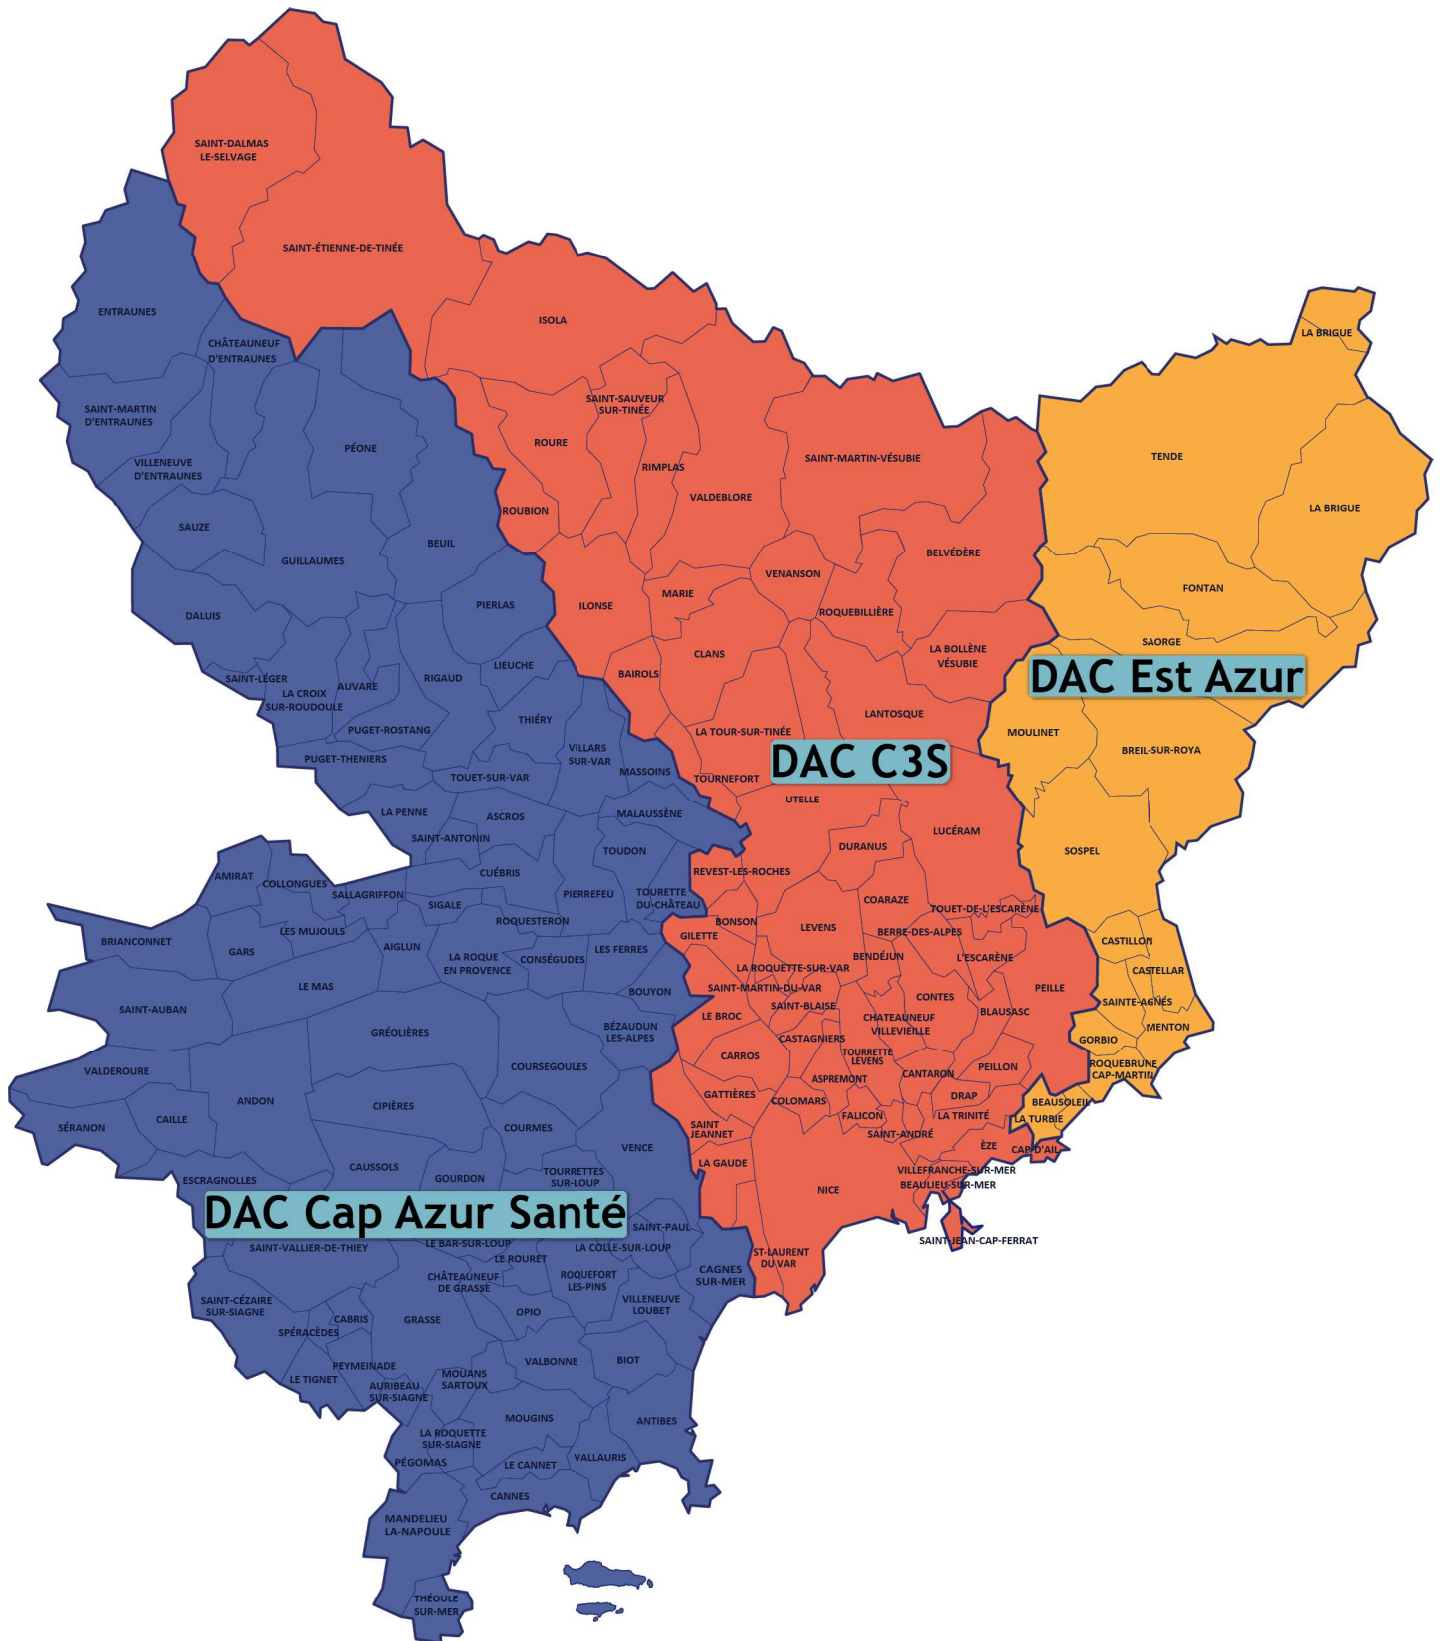 SAINT-DALMAS
LE-SELVAGE
SAINT-ÉTIENNE-DE-TINÉE
ENTRAUNES
ISOLA
LA BRIGUE
CHÂTEAUNEUF
D'ENTRAUNES
SAINT-SAUVEUR
SUR-TINÉE
SAINT-MARTIN
D'ENTRAUNES
ROURE
PÉONE
TENDE
SAINT-MARTIN-VÉSUBIE
VILLENEUVE
D'ENTRAUNES
RIMPLAS
VALDEBLORE
ROUBION
LA BRIGUE
SAUZE
BEUIL
BELVÉDÈRE
GUILLAUMES
VENANSON
FONTAN
MARIE
PIERLAS
ILONSE
ROQUEBILLIÈRE
DALUIS
SAORGE
LA BOLLÈNE
VÉSUBIE
CLANS
LIEUCHE
BAIROLS
SAINT-LÉGER
AUVARE
RIGAUD
DAC Est Azur
LA CROIX
SUR-ROUDOULE
LANTOSQUE
THIÉRY
PUGET-ROSTANG
LA TOUR-SUR-TINÉE
MOULINET
BREIL-SUR-ROYA
VILLARS
SUR-VAR
PUGET-THENIERS
DAC C3S
MASSOINS
TOUET-SUR-VAR
TOURNEFORT
UTELLE
LA PENNE
ASCROS
MALAUSSÈNE
LUCÉRAM
SAINT-ANTONIN
DURANUS
TOUDON
SOSPEL
CUÉBRIS
REVEST-LES-ROCHES
AMIRAT
COLLONGUES
SALLAGRIFFON
PIERREFEU
TOURETTE
DU-CHÂTEAU
SIGALE
COARAZE
TOUET-DE-L'ESCARÈNE
ROQUESTERON
BONSON
LEVENS
BERRE-DES-ALPES
LES MUJOULS
GILETTE
BRIANCONNET
GARS
AIGLUN
LES FERRES
CASTILLON
LA ROQUE
EN PROVENCE
CONSÉGUDES
BENDÉJUN
L'ESCARÈNE
LA ROQUETTE-SUR-VAR
CASTELLAR
LE MAS
BOUYON
SAINT-MARTIN-DU-VAR
PEILLE
CONTES
SAINTE-AGNÉS
SAINT-AUBAN
SAINT-BLAISE
LE BROC
BLAUSASC
CHATEAUNEUF
VILLEVIEILLE
BÉZAUDUN
LES-ALPES
MENTON
GRÉOLIÈRES
CASTAGNIERS
GORBIO
CARROS
TOURRETTE
LEVENS
COURSEGOULES
VALDEROURE
PEILLON
ROQUEBRUNE
CAP-MARTIN
CANTARON
ASPREMONT
ANDON
CIPIÈRES
GATTIÈRES
COLOMARS
DRAP
BEAUSOLEIL
CAILLE
FALICON
LA TRINITÉ
LA TURBIE
SÉRANON
COURMES
SAINT
JEANNET
SAINT-ANDRÉ
VENCE
ÈZE
CAP-D'AIL
CAUSSOLS
LA GAUDE
ESCRAGNOLLES
GOURDON
TOURRETTES
SUR-LOUP
VILLEFRANCHE-SUR-MER
BEAULIEU-SUR-MER
NICE
DAC Cap Azur Santé
SAINT-PAUL
SAINT-JEAN-CAP-FERRAT
SAINT-VALLIER-DE-THIEY
LE BAR-SUR-LOUP
LA COLLE-SUR-LOUP
LE ROURET
ST-LAURENT
DU VAR
CAGNES
SUR-MER
CHÂTEAUNEUF
DE GRASSE
ROQUEFORT
LES-PINS
SAINT-CÉZAIRE
SUR-SIAGNE
VILLENEUVE
LOUBET
OPIO
CABRIS
GRASSE
SPÉRACÈDES
VALBONNE
BIOT
PEYMEINADE
LE TIGNET
MOUANS
SARTOUX
AURIBEAU
SUR-SIAGNE
MOUGINS
ANTIBES
LA ROQUETTE
SUR-SIAGNE
PÉGOMAS
LE CANNET
VALLAURIS
CANNES
MANDELIEU
LA-NAPOULE
THÉOULE
SUR-MER